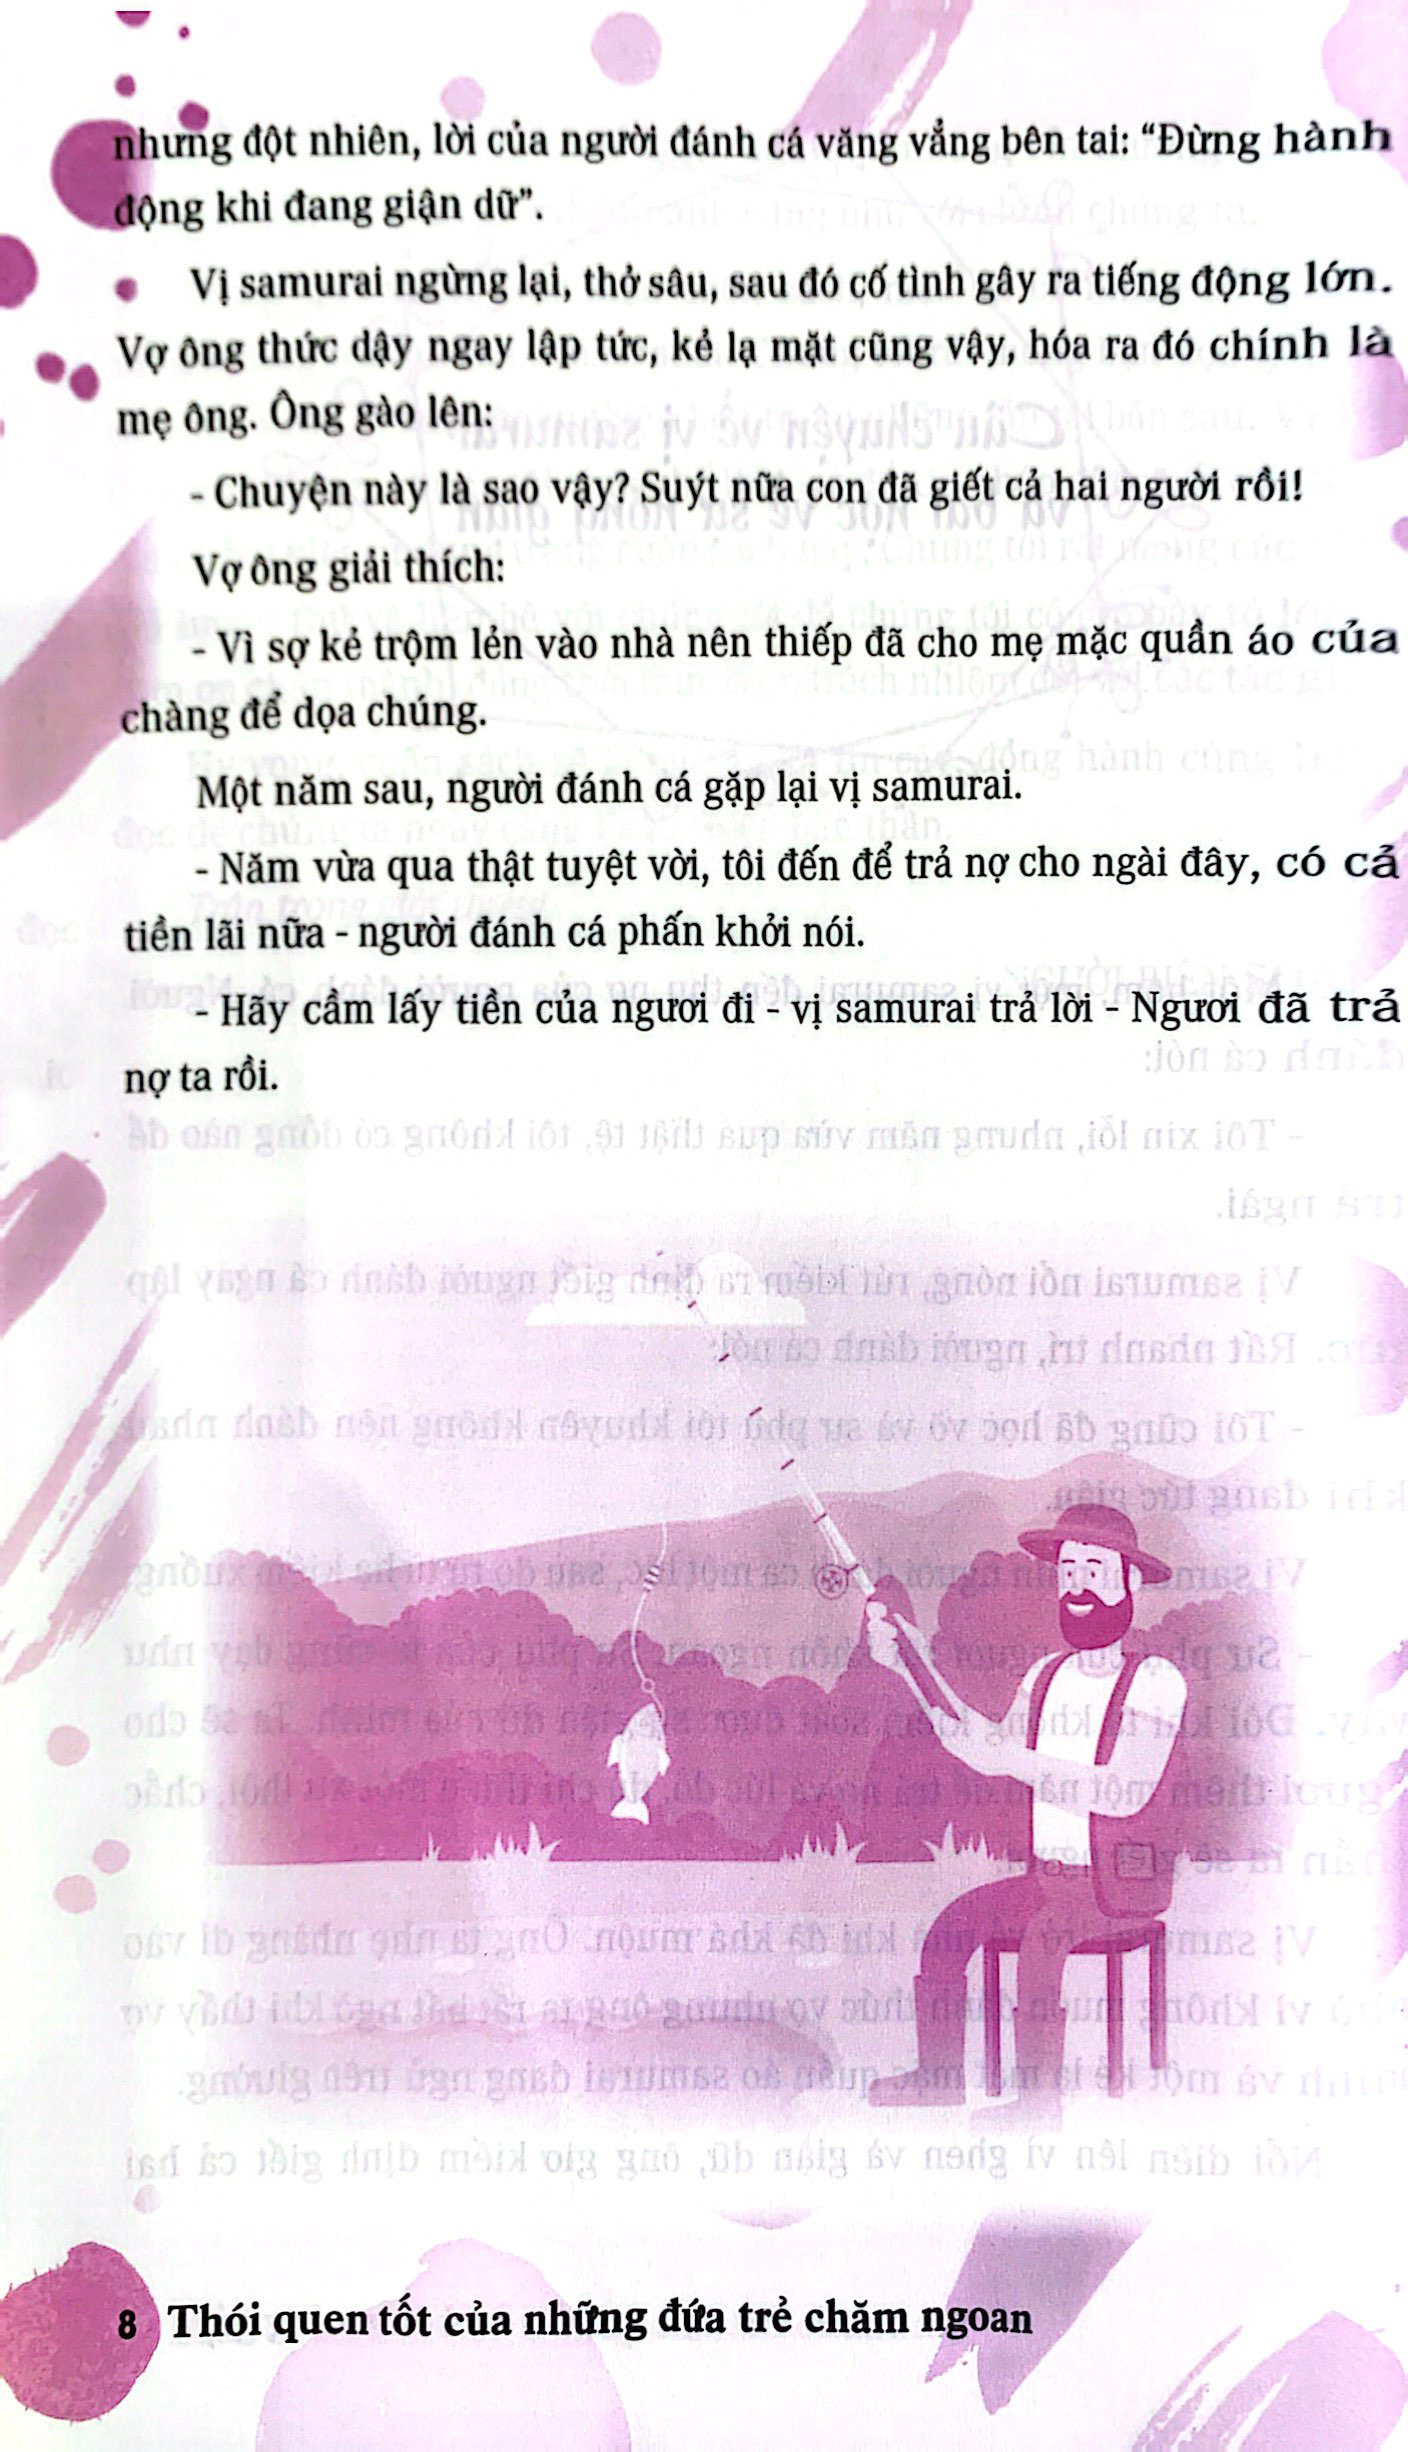 nhưng đột nhiên, lời của người đánh cá văng vẳng bên tai: “Đừng hành
động khi đang giận dữ”.
Vị samurai ngừng lại, thở sâu, sau đó cố tình gây ra tiếng động lớn.
Vợ ông thức dậy ngay lập tức, kẻ lạ mặt cũng vậy, hóa ra đó chính là
mẹ ông. Ông gào lên:
- Chuyện này là sao vậy? Suýt nữa con đã giết cả hai người rồi!
Vợ ông giải thích:
- Vì sợ kẻ trộm lẻn vào nhà nên thiếp đã cho mẹ mặc quần áo của
chàng để dọa chúng.
Một năm sau, người đánh cá gặp lại vị samurai.
- Năm vừa qua thật tuyệt vời, tôi đến để trả nợ cho ngài đây, có cả
tiền lãi nữa - người đánh cá phấn khởi nói.
- Hãy cầm lấy tiền của ngươi đi - vị samurai trả lời - Ngươi đã trả
nợ ta rồi.
8 Thói quen tốt của những đứa trẻ chăm ngoan